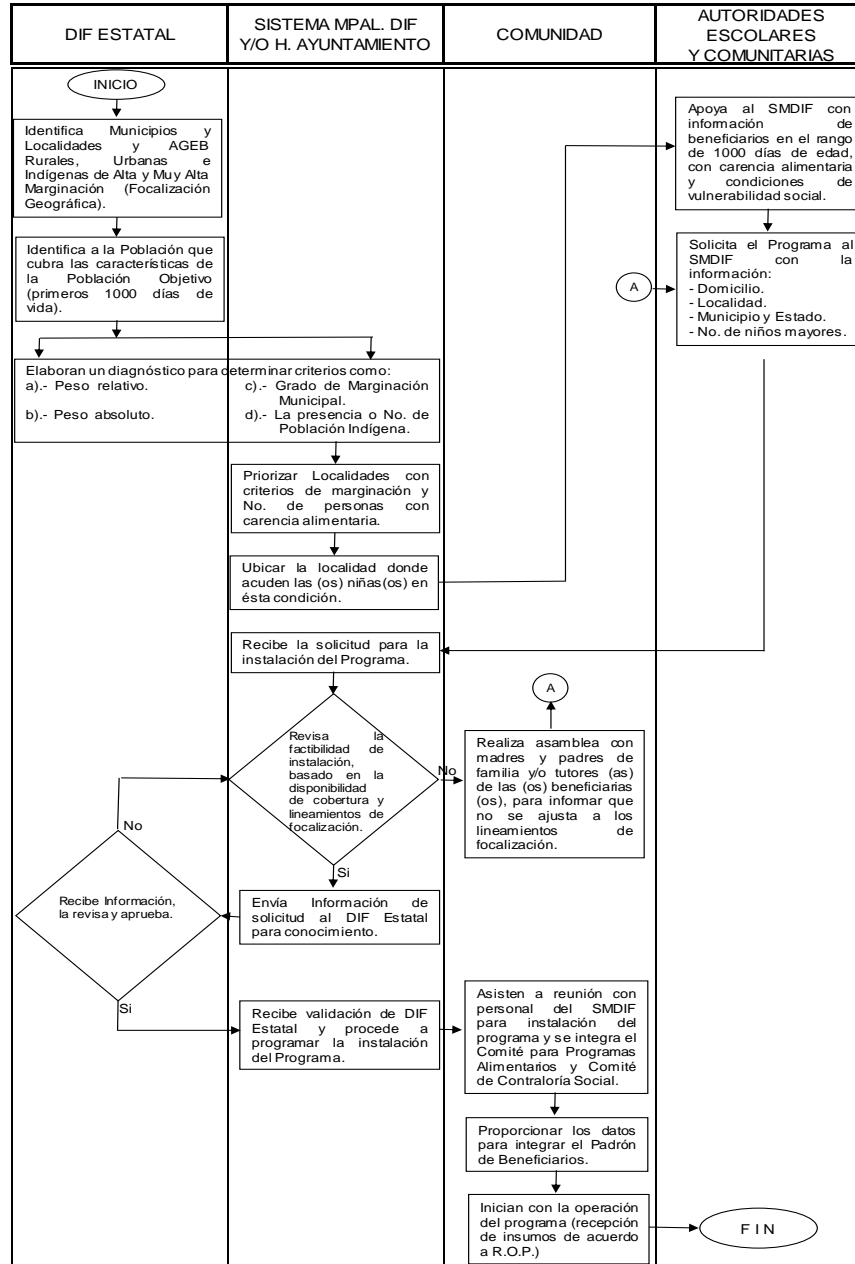 DIF ESTATAL
SISTEMA MPAL. DIF
Y/O H. AYUNTAMIENTO
COMUNIDAD
AUTORIDADES
ESCOLARES
Y COMUNITARIAS
INICIO
Identifica Municipios y
Localidades y AGEB
Rurales, Urbanas e
Indígenas de Alta y Muy Alta
Marginación (Focalización
Geográfica).
Identifica a la Población que
cubra las características de
la Población Objetivo
(primeros 1000 días de
vida).
Elaboran un diagnóstico para determinar criterios como:
a).- Peso relativo.
b).- Peso absoluto.
c).- Grado de Marginación
Municipal.
d).- La presencia o No. de
Población Indígena.
Priorizar Localidades con
criterios de marginación y
No. de personas con
carencia alimentaria.
Ubicar la localidad donde
acuden las (os) niñas(os) en
ésta condición.
Apoya al SMDIF con
información de
beneficiarios en el rango
de 1000 días de edad,
con carencia alimentaria
y condiciones de
vulnerabilidad social.
A
Solicita el Programa al
SMDIF con la
información:
- Domicilio.
- Localidad.
- Municipio y Estado.
- No. de niños mayores.
Recibe la solicitud para la
instalación del Programa.
Revisa la
factibilidad de
instalación,
basado en la
disponibilidad
de cobertura y
lineamientos de
focalización.
No
A
Realiza asamblea con
madres y padres de
familia y/o tutores (as)
de las (os) beneficiarias
(os), para informar que
no se ajusta a los
lineamientos de
focalización.
Si
Envía Información de
solicitud al DIF Estatal
para conocimiento.
No
Recibe Información,
la revisa y aprueba.
Si
Recibe validación de DIF
Estatal y procede a
programar la instalación
del Programa.
Asisten a reunión con
personal del SMDIF
para instalación del
programa y se integra el
Comité para Programas
Alimentarios y Comité
de Contraloría Social.
Proporcionar los datos
para integrar el Padrón
de Beneficiarios.
Inician con la operación
del programa (recepción
de insumos de acuerdo
a R.O.P.)
F I N